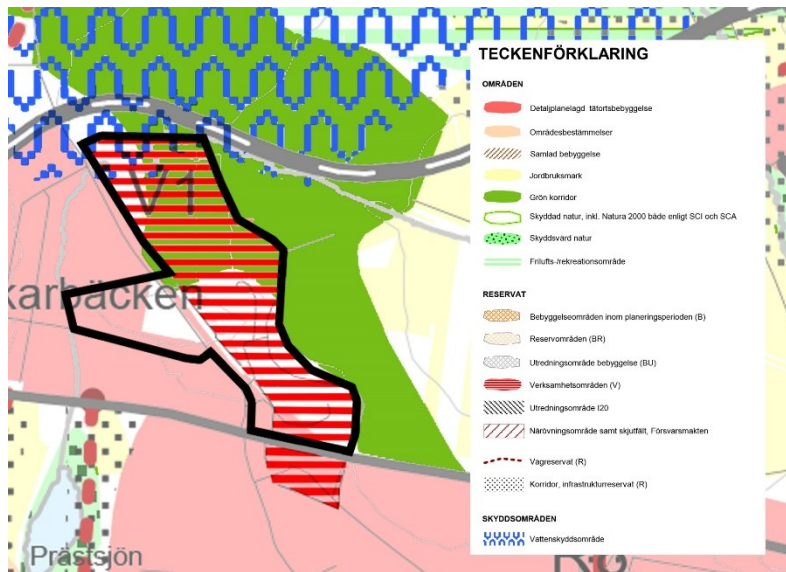 TECKENFÖRKLARING
OMRÅDEN
Detaljplanelagd tätortsbebyggelse
Områdesbestämmelser
Samlad bebyggelse
Jordbruksmark
Grön korridor
Skyddad natur, inkl. Natura 2000 både enligt SCI och SCA
Skyddsvärd natur
Frilufts-/rekreationsområde
RESERVAT
Bebyggelseområden inom planeringsperioden (B)
Reservområden (BR)
Utredningsområde bebyggelse (BU)
Verksamhetsområden (V)
Utredningsområde I20
Närövningsområde samt skjutfält, Försvarsmakten
Vägreservat (R)
Korridor, infrastrukturreservat (R)
SKYDDSOMRÅDEN
Vattenskyddsområde
V1
karbäcken
Prästsjön